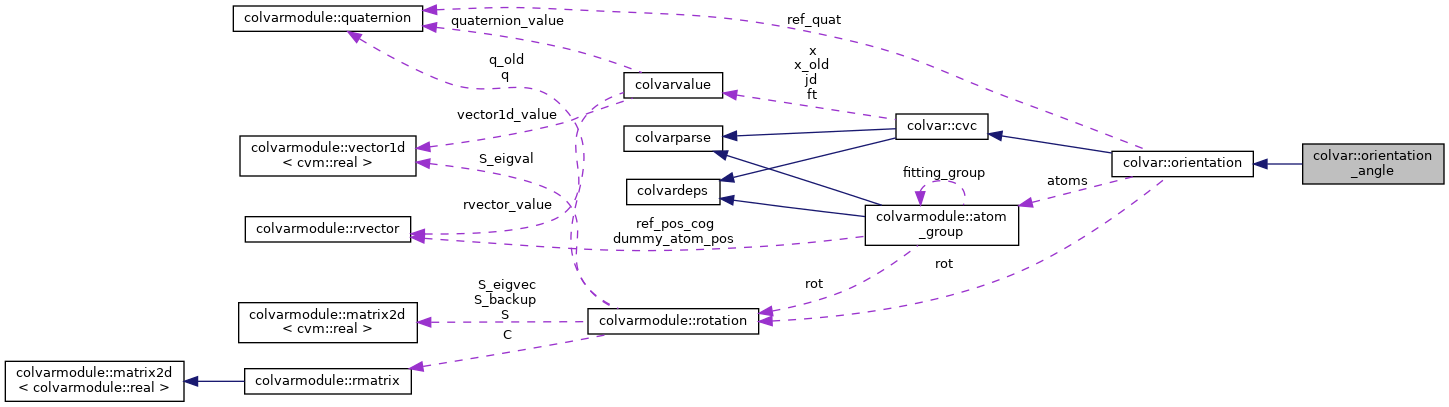 colvarmodule::quaternion
quaternion_value
ref_quat
q_old
q
x
x_old
jd
ft
colvarvalue
vector1d_value
colvar::cvc
colvarparse
colvarmodule::vector1d
< cvm::real >
S_eigval
colvar::orientation
colvar::orientation
_angle
fitting_group
atoms
colvardeps
rvector_value
colvarmodule::rvector
ref_pos_cog
dummy_atom_pos
colvarmodule::atom
_group
rot
rot
S_eigvec
S_backup
S
colvarmodule::matrix2d
< cvm::real >
colvarmodule::rotation
C
colvarmodule::matrix2d
< colvarmodule::real >
colvarmodule::rmatrix